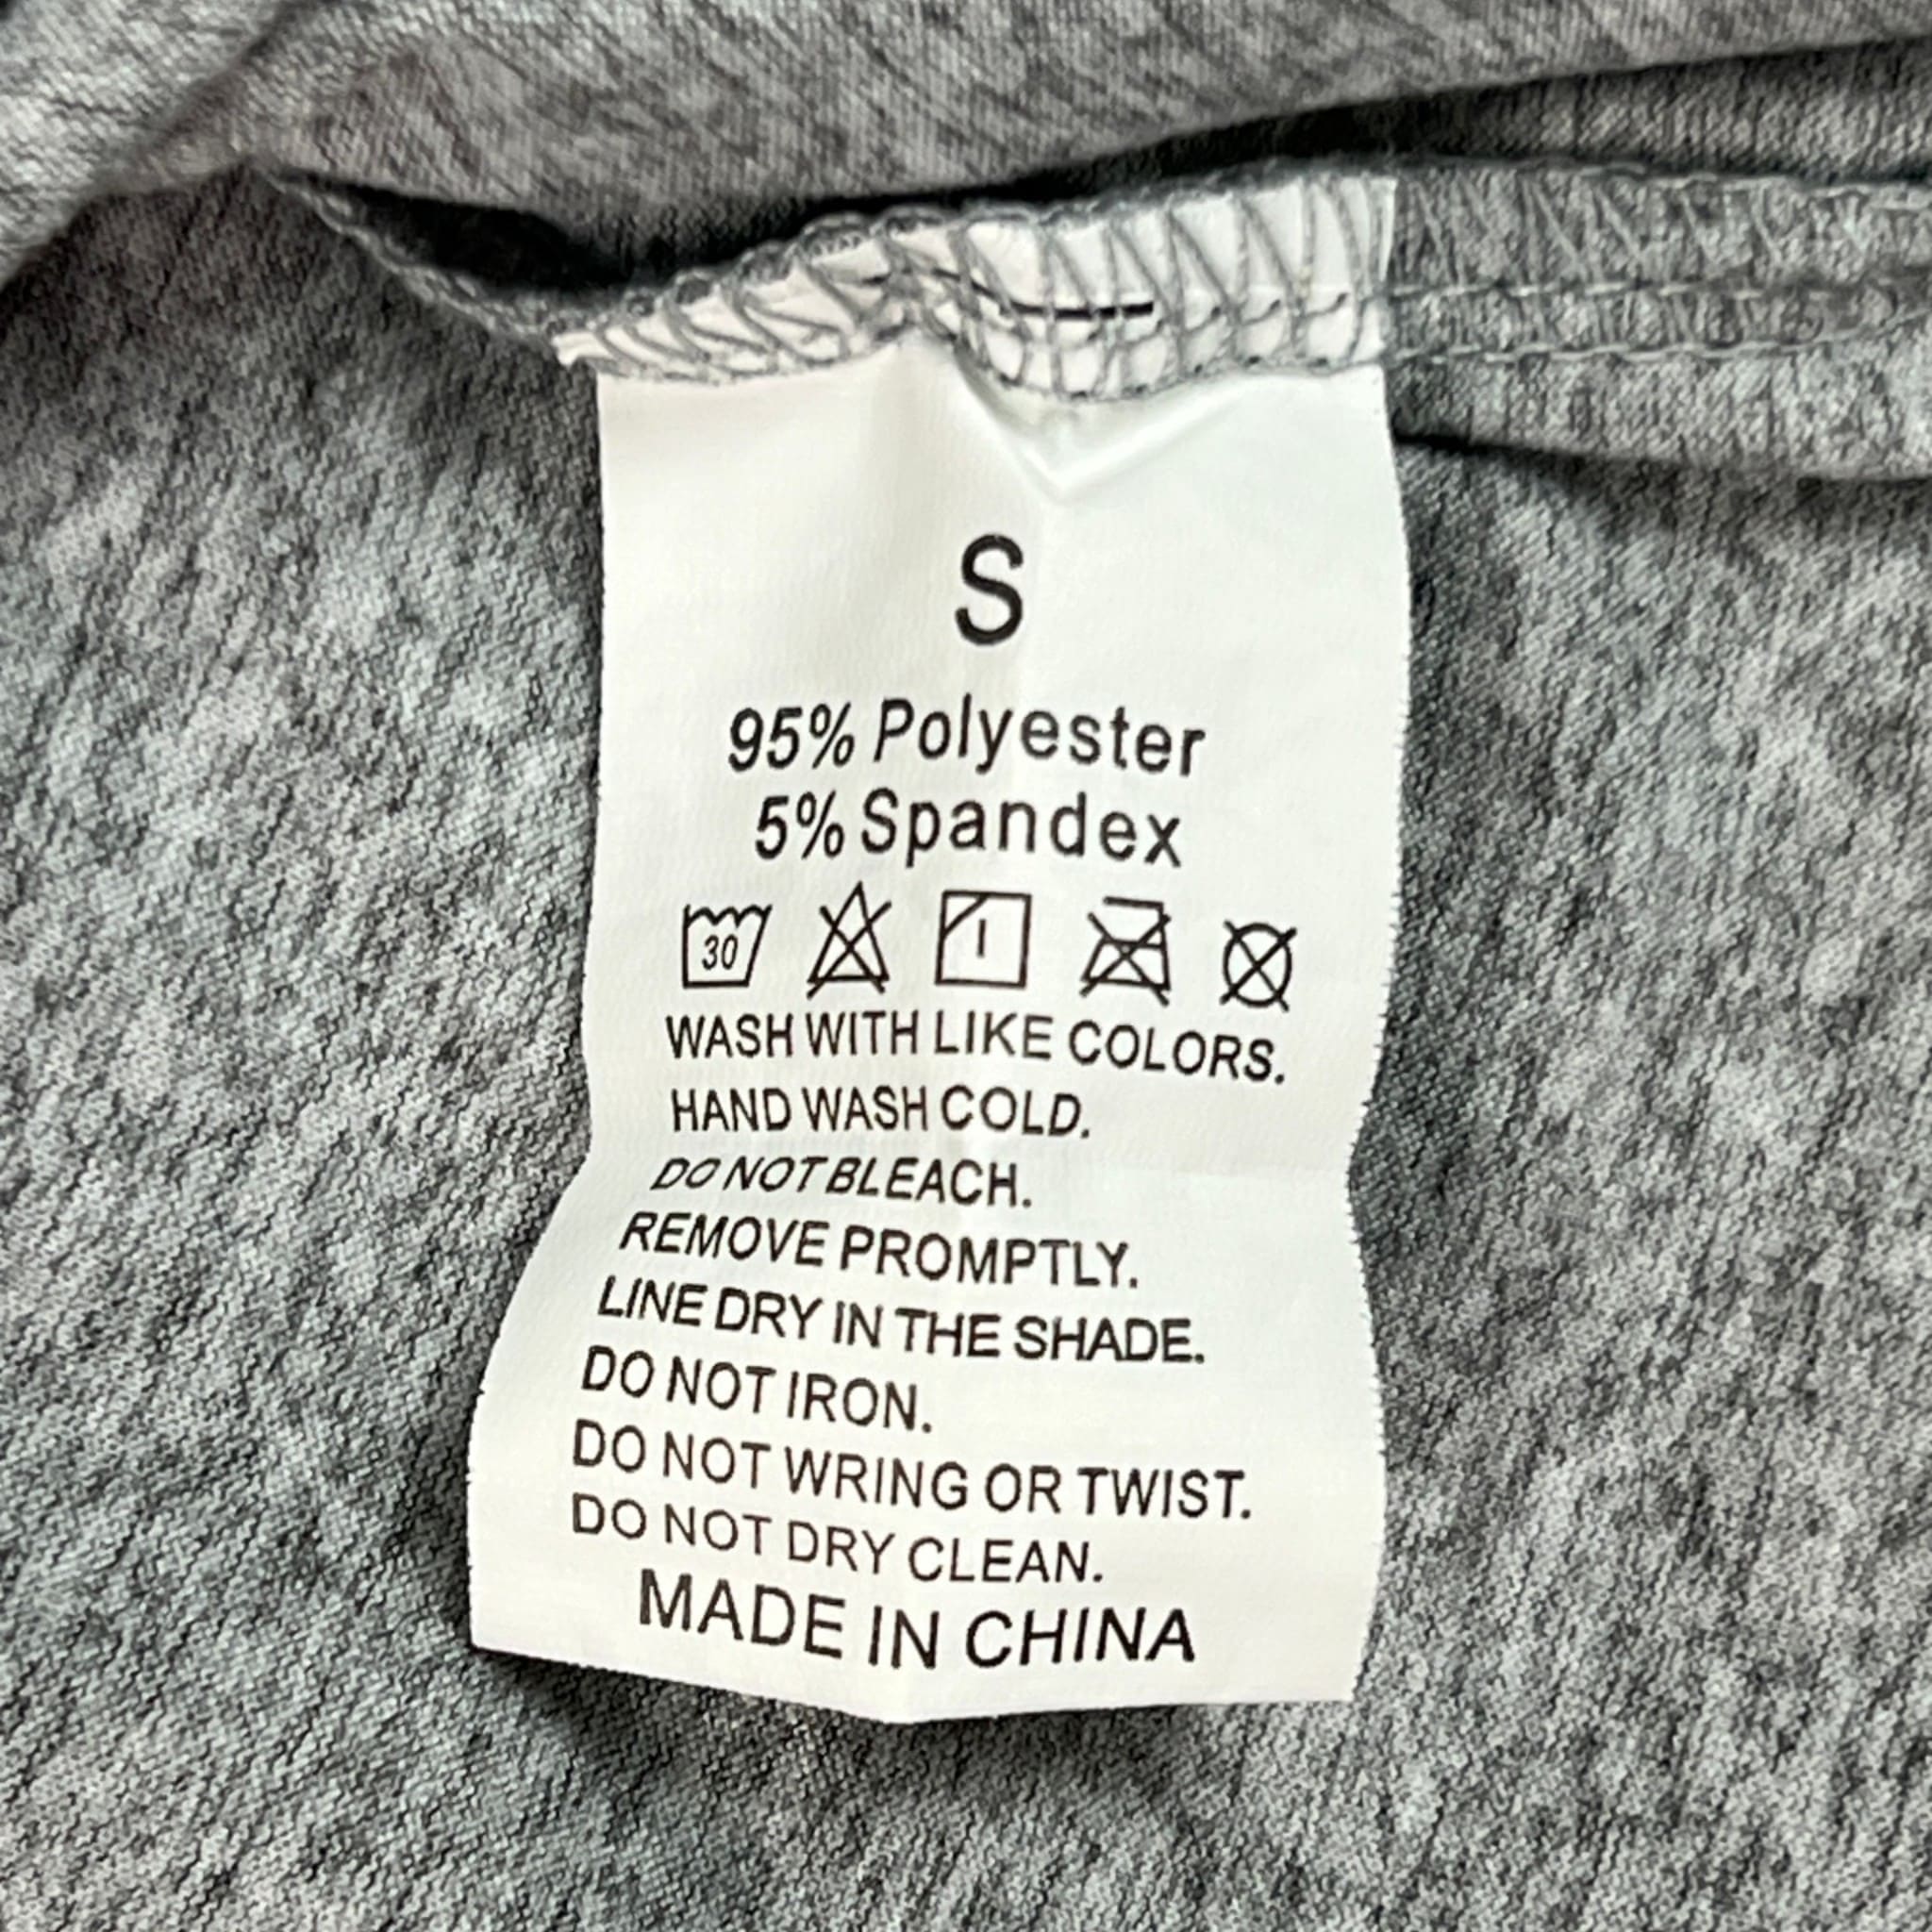 S
95% Polyester
5% Spandex
30
WASH WITH LIKE COLORS.
HAND WASH COLD.
DO NOT BLEACH.
REMOVE PROMPTLY.
LINE DRY IN THE SHADE.
DO NOT IRON.
DO NOT WRING OR TWIST.
DO NOT DRY CLEAN.
MADE IN CHINA